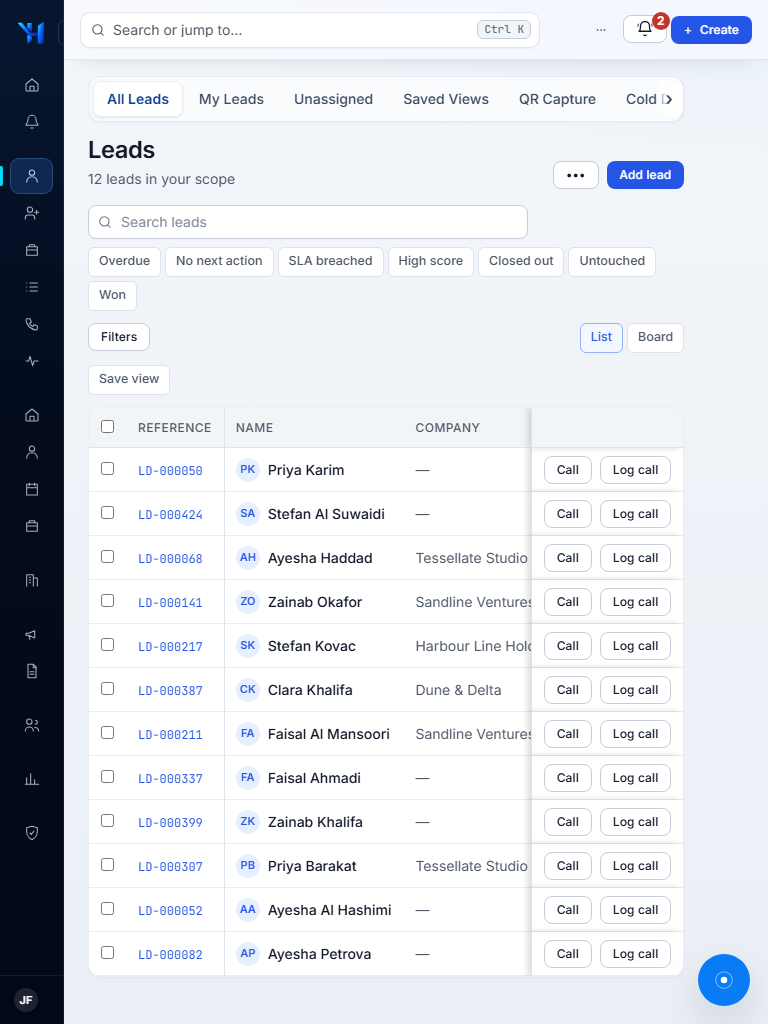 Search or jump to...
Ctrl K
...
2
+ Create
All Leads
My Leads
Unassigned
Saved Views
QR Capture
Cold
Leads
12 leads in your scope
Add lead
Search leads
Overdue
No next action
SLA breached
High score
Closed out
Untouched
Won
Filters
List
Board
Save view
REFERENCE NAME COMPANY
LD-000050 PK Priya Karim — Call Log call
LD-000424 SA Stefan Al Suwaidi — Call Log call
LD-000068 AH Ayesha Haddad Tessellate Studio Call Log call
LD-000141 ZO Zainab Okafor Sandline Ventures Call Log call
LD-000217 SK Stefan Kovac Harbour Line Call Log call
LD-000387 CK Clara Khalifa Dune & Delta Call Log call
LD-000211 FA Faisal Al Mansoori Sandline Ventures Call Log call
LD-000337 FA Faisal Ahmadi — Call Log call
LD-000399 ZK Zainab Khalifa — Call Log call
LD-000307 PB Priya Barakat Tessellate Studio Call Log call
LD-000052 AA Ayesha Al Hashimi — Call Log call
LD-000082 AP Ayesha Petrova — Call Log call
JF